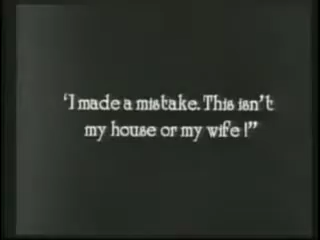 ‘I made a mistake. This isn't
my house or my wife!”